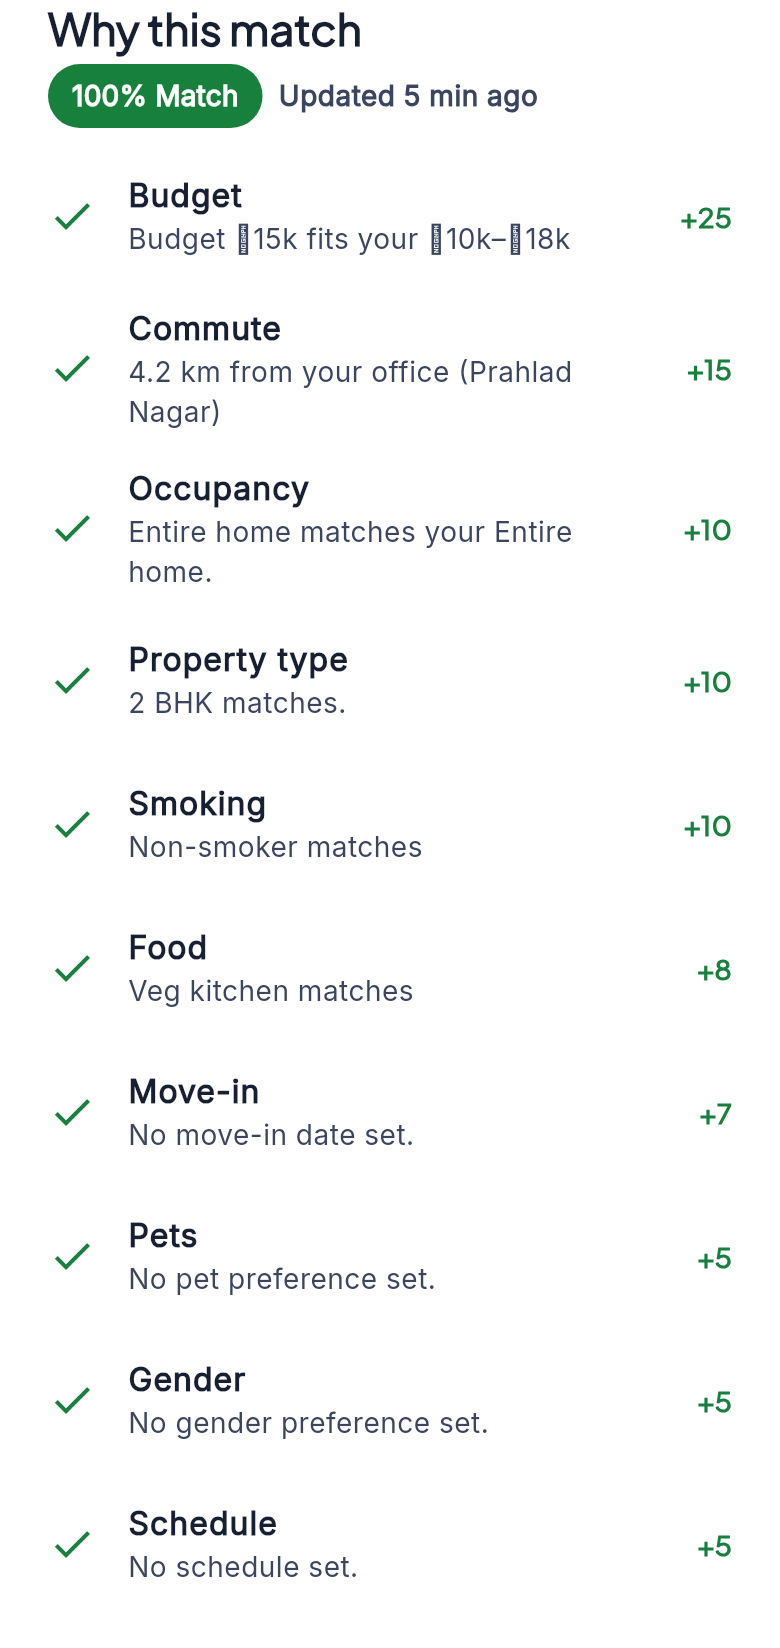 Why this match
100% Match Updated 5 min ago
Budget
Budget 15k fits your 10k–18k
+25
Commute
4.2 km from your office (Prahlad
Nagar)
+15
Occupancy
Entire home matches your Entire
home.
+10
Property type
2 BHK matches.
+10
Smoking
Non-smoker matches
+10
Food
Veg kitchen matches
+8
Move-in
No move-in date set.
+7
Pets
No pet preference set.
+5
Gender
No gender preference set.
+5
Schedule
No schedule set.
+5